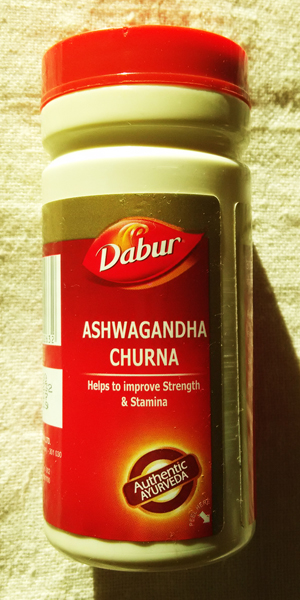 Dabur
ASHWAGANDHA
CHURNA
Helps to improve Strength
& Stamina
Authentic
AYURVEDA